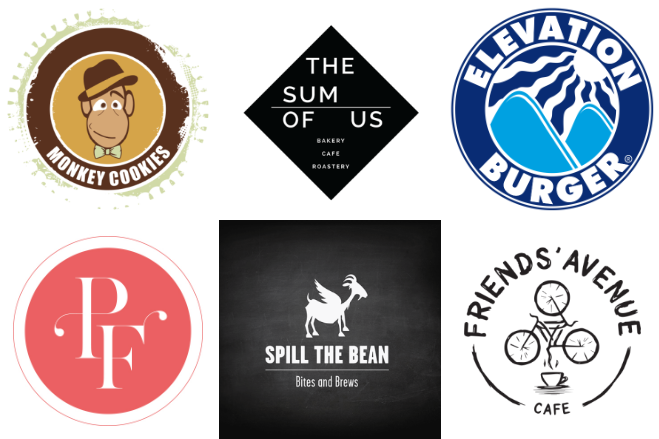 MONKEY COOKIES
THE
SUM
OF US
BAKERY
CAFE
ROASTERY
ELEVATION
BURGER®
PF
SPILL THE BEAN
Bites and Brews
FRIENDS' AVENUE
CAFE